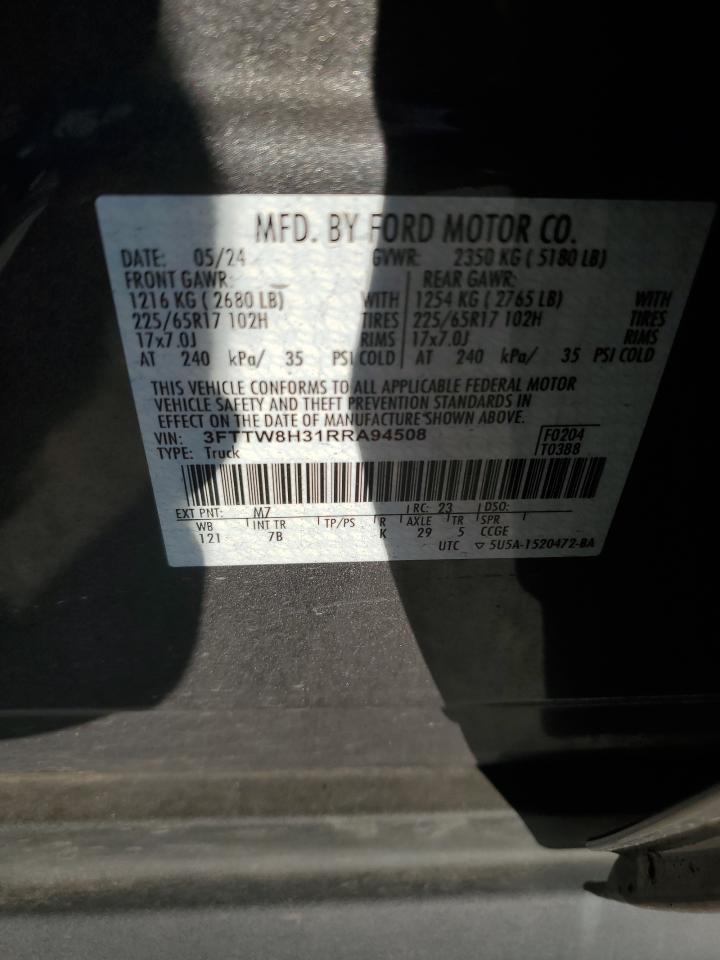 MFD. BY FORD MOTOR CO.
DATE: 05/24 GVWR: 2350 KG ( 5180 LB)
FRONT GAWR: REAR GAWR:
1216 KG ( 2680 LB) WITH 1254 KG ( 2765 LB) WITH
225/65R17 102H TIRES 225/65R17 102H TIRES
17x7.0J RIMS 17x7.0J RIMS
AT 240 kPa/ 35 PSI COLD AT 240 kPa/ 35 PSI COLD
THIS VEHICLE CONFORMS TO ALL APPLICABLE FEDERAL MOTOR
VEHICLE SAFETY AND THEFT PREVENTION STANDARDS IN
EFFECT ON THE DATE OF MANUFACTURE SHOWN ABOVE.
VIN: 3FTTW8H31RRA94508 F0204
TYPE: Truck T0388
EXT PNT: M7 RC: 23 DSO:
WB INT TR TP/PS R AXLE TR SPR
121 7B K 29 5 CCGE
UTC ▽ 5U5A-1520472-BA